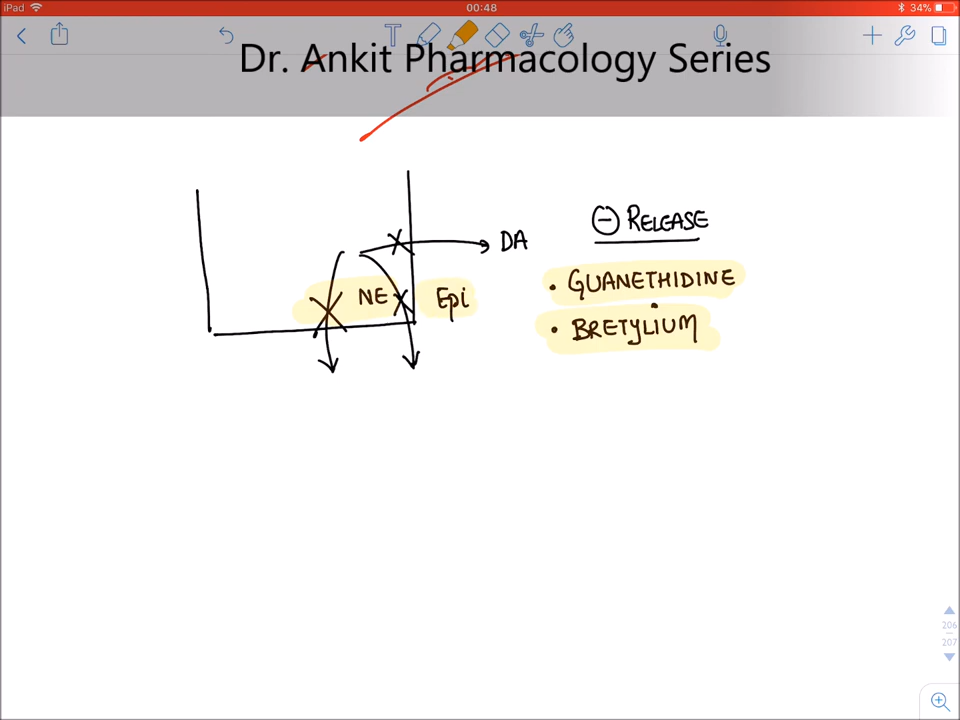 iPad 00:48 34%
T
Dr. Ankit Pharmacology Series
⊖ RELEASE
DA
• GUANETHIDINE
NE Epi
• BRETYLIUM
206
207